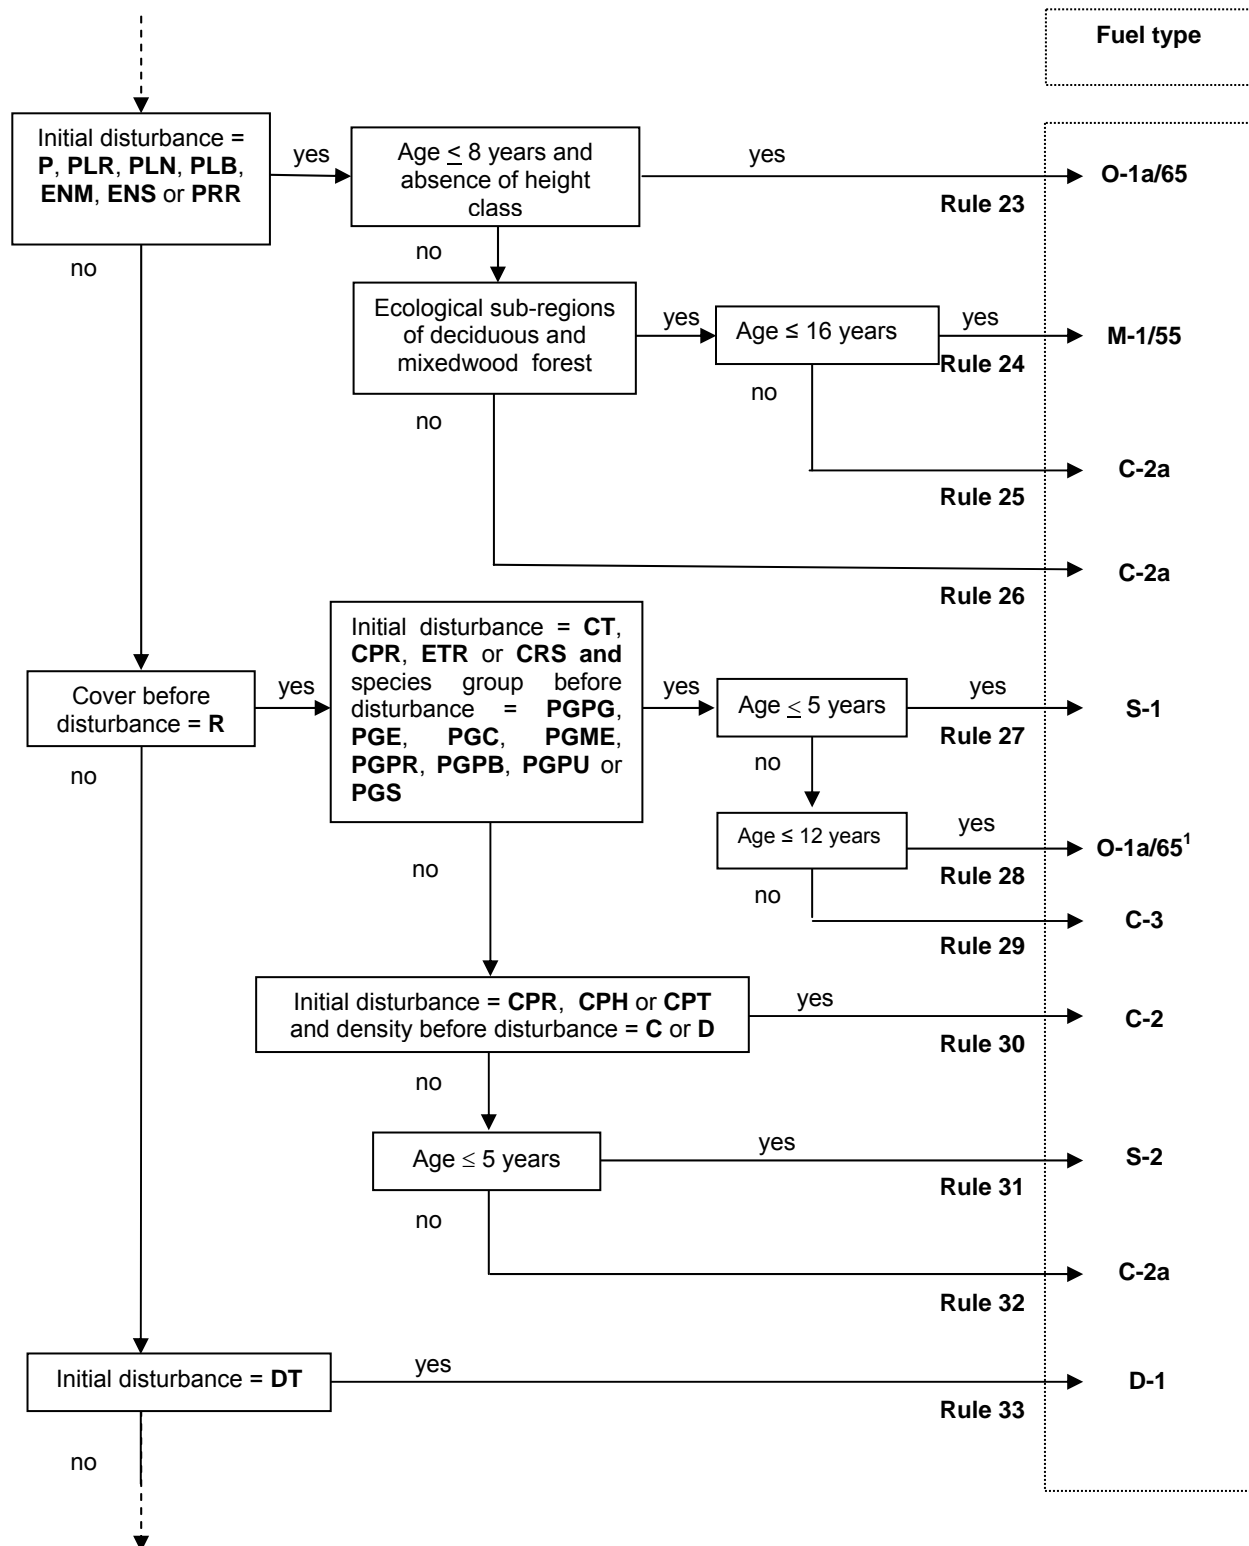 Fuel type
Initial disturbance =
P, PLR, PLN, PLB,
ENM, ENS or PRR
yes
Age ≤ 8 years and
absence of height
class
yes
O-1a/65
Rule 23
no
no
Ecological sub-regions
of deciduous and
mixedwood forest
yes
Age ≤ 16 years
yes
M-1/55
Rule 24
no
no
C-2a
Rule 25
C-2a
Rule 26
Cover before
disturbance = R
yes
Initial disturbance = CT,
CPR, ETR or CRS and
species group before
disturbance = PGPG,
PGE, PGC, PGME,
PGPR, PGPB, PGPU or
PGS
yes
Age ≤ 5 years
yes
S-1
Rule 27
no
no
Age ≤ 12 years
yes
O-1a/65¹
Rule 28
no
no
C-3
Rule 29
Initial disturbance = CPR, CPH or CPT
and density before disturbance = C or D
yes
C-2
Rule 30
no
Age ≤ 5 years
yes
S-2
Rule 31
no
C-2a
Rule 32
Initial disturbance = DT
yes
D-1
Rule 33
no